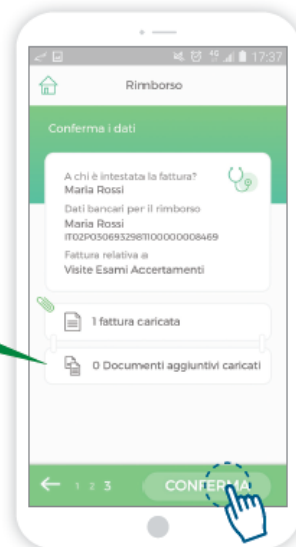 4G 17:37
Rimborso
Conferma i dati
A chi è intestata la fattura?
Maria Rossi
Dati bancari per il rimborso
Maria Rossi
IT02P0306932981100000008469
Fattura relativa a
Visite Esami Accertamenti
1 fattura caricata
0 Documenti aggiuntivi caricati
1 2 3 CONFERMA